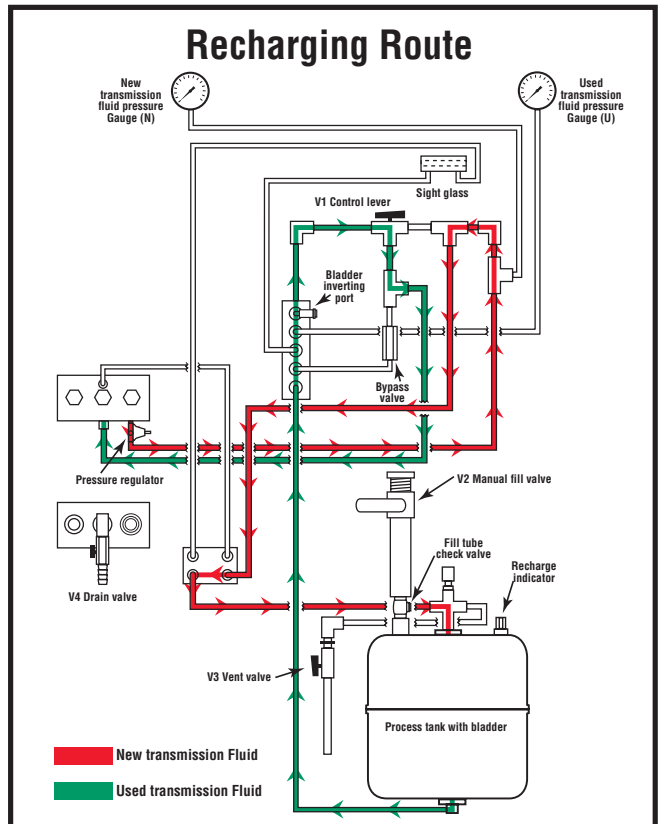 Recharging Route
New
transmission
fluid pressure
Gauge (N)
Used
transmission
fluid pressure
Gauge (U)
Sight glass
V1 Control lever
Bladder
inverting
port
Bypass
valve
Pressure regulator
V2 Manual fill valve
Fill tube
check valve
Recharge
indicator
V4 Drain valve
V3 Vent valve
Process tank with bladder
New transmission Fluid
Used transmission Fluid